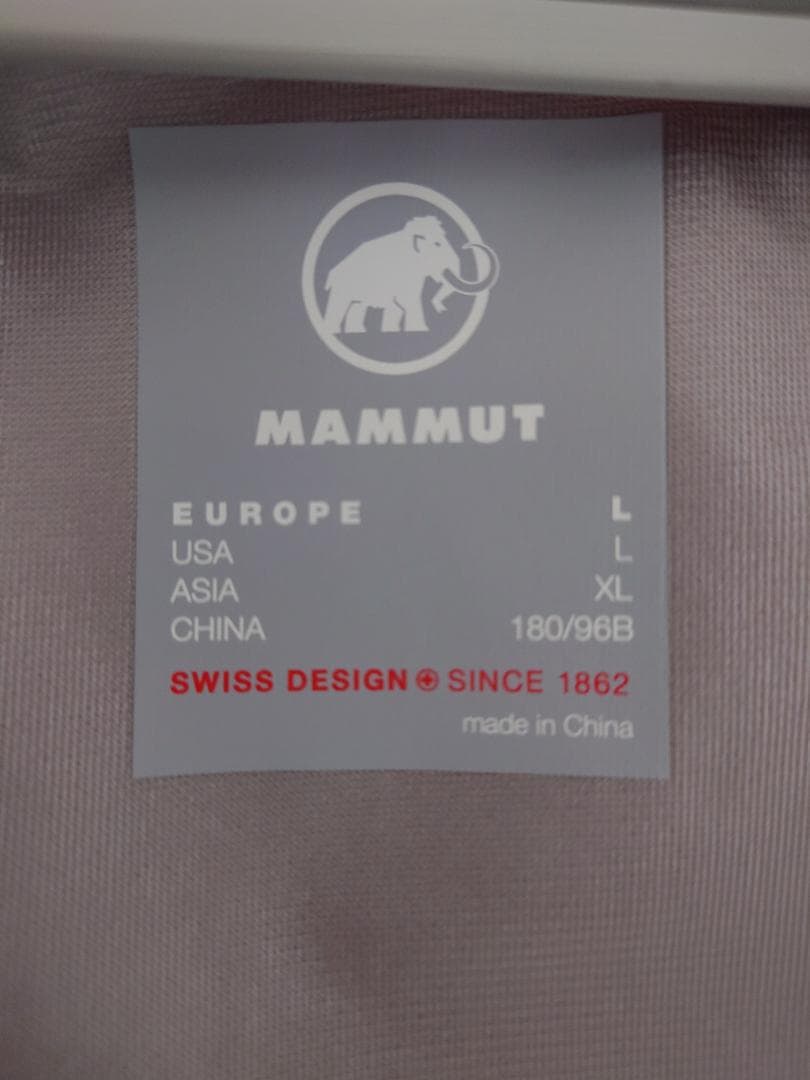 MAMMUT
EUROPE L
USA L
ASIA XL
CHINA 180/96B
SWISS DESIGN SINCE 1862
made in China